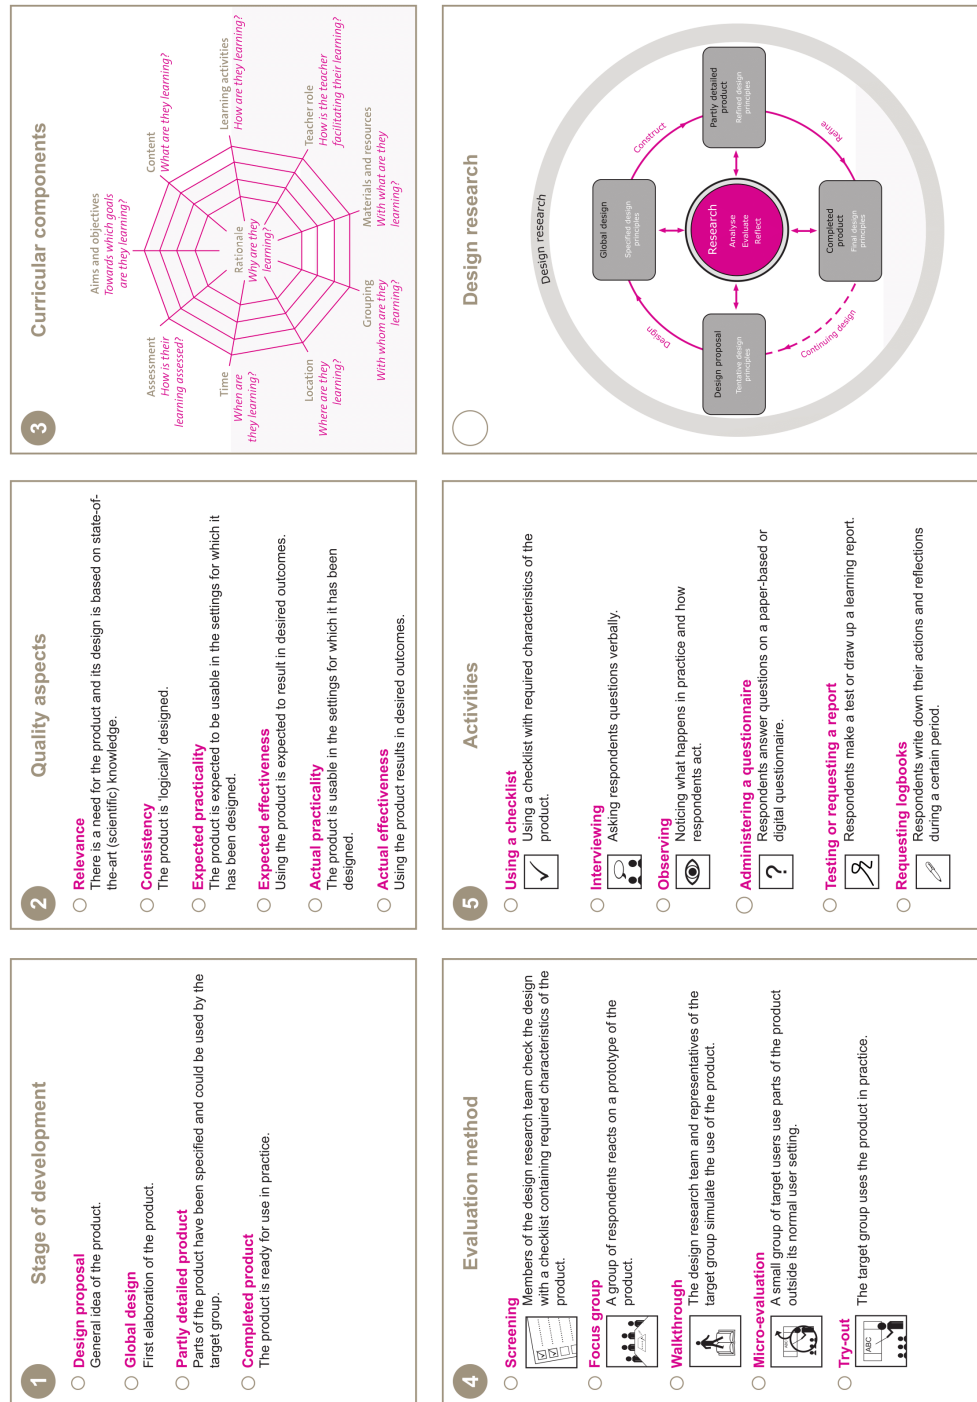 1
Stage of development
Design proposal
General idea of the product.
Global design
First elaboration of the product.
Partly detailed product
Parts of the product have been specified and could be used by the
target group.
Completed product
The product is ready for use in practice.
2
Quality aspects
Relevance
There is a need for the product and its design is based on state-of-
the-art (scientific) knowledge.
Consistency
The product is ‘logically’ designed.
Expected practicality
The product is expected to be usable in the settings for which it
has been designed.
Expected effectiveness
Using the product is expected to result in desired outcomes.
Actual practicality
The product is usable in the settings for which it has been
designed.
Actual effectiveness
Using the product results in desired outcomes.
3
Curricular components
Aims and objectives
Towards which goals
are they learning?
Assessment
How is their
learning assessed?
Content
What are they learning?
Time
When are
they learning?
Rationale
Why are they
learning?
Learning activities
How are they learning?
Location
Where are they
learning?
Teacher role
How is the teacher
facilitating their learning?
Grouping
With whom are they
learning?
Materials and resources
With what are they
learning?
4
Evaluation method
Screening
Members of the design research team check the design
with a checklist containing required characteristics of the
product.
Focus group
A group of respondents reacts on a prototype of the
product.
Walkthrough
The design research team and representatives of the
target group simulate the use of the product.
Micro-evaluation
A small group of target users use parts of the product
outside its normal user setting.
Try-out
ABC
The target group uses the product in practice.
5
Activities
Using a checklist
Using a checklist with required characteristics of the
product.
Interviewing
Asking respondents questions verbally.
Observing
Noticing what happens in practice and how
respondents act.
Administering a questionnaire
?
Respondents answer questions on a paper-based or
digital questionnaire.
Testing or requesting a report
Respondents make a test or draw up a learning report.
Requesting logbooks
Respondents write down their actions and reflections
during a certain period.
Design research
Design research
Global design
Specified design
principles
Design
Construct
Design proposal
Tentative design
principles
Research
Analyse
Evaluate
Reflect
Partly detailed
product
Refined design
principles
Continuing design
Refine
Completed
product
Final design
principles